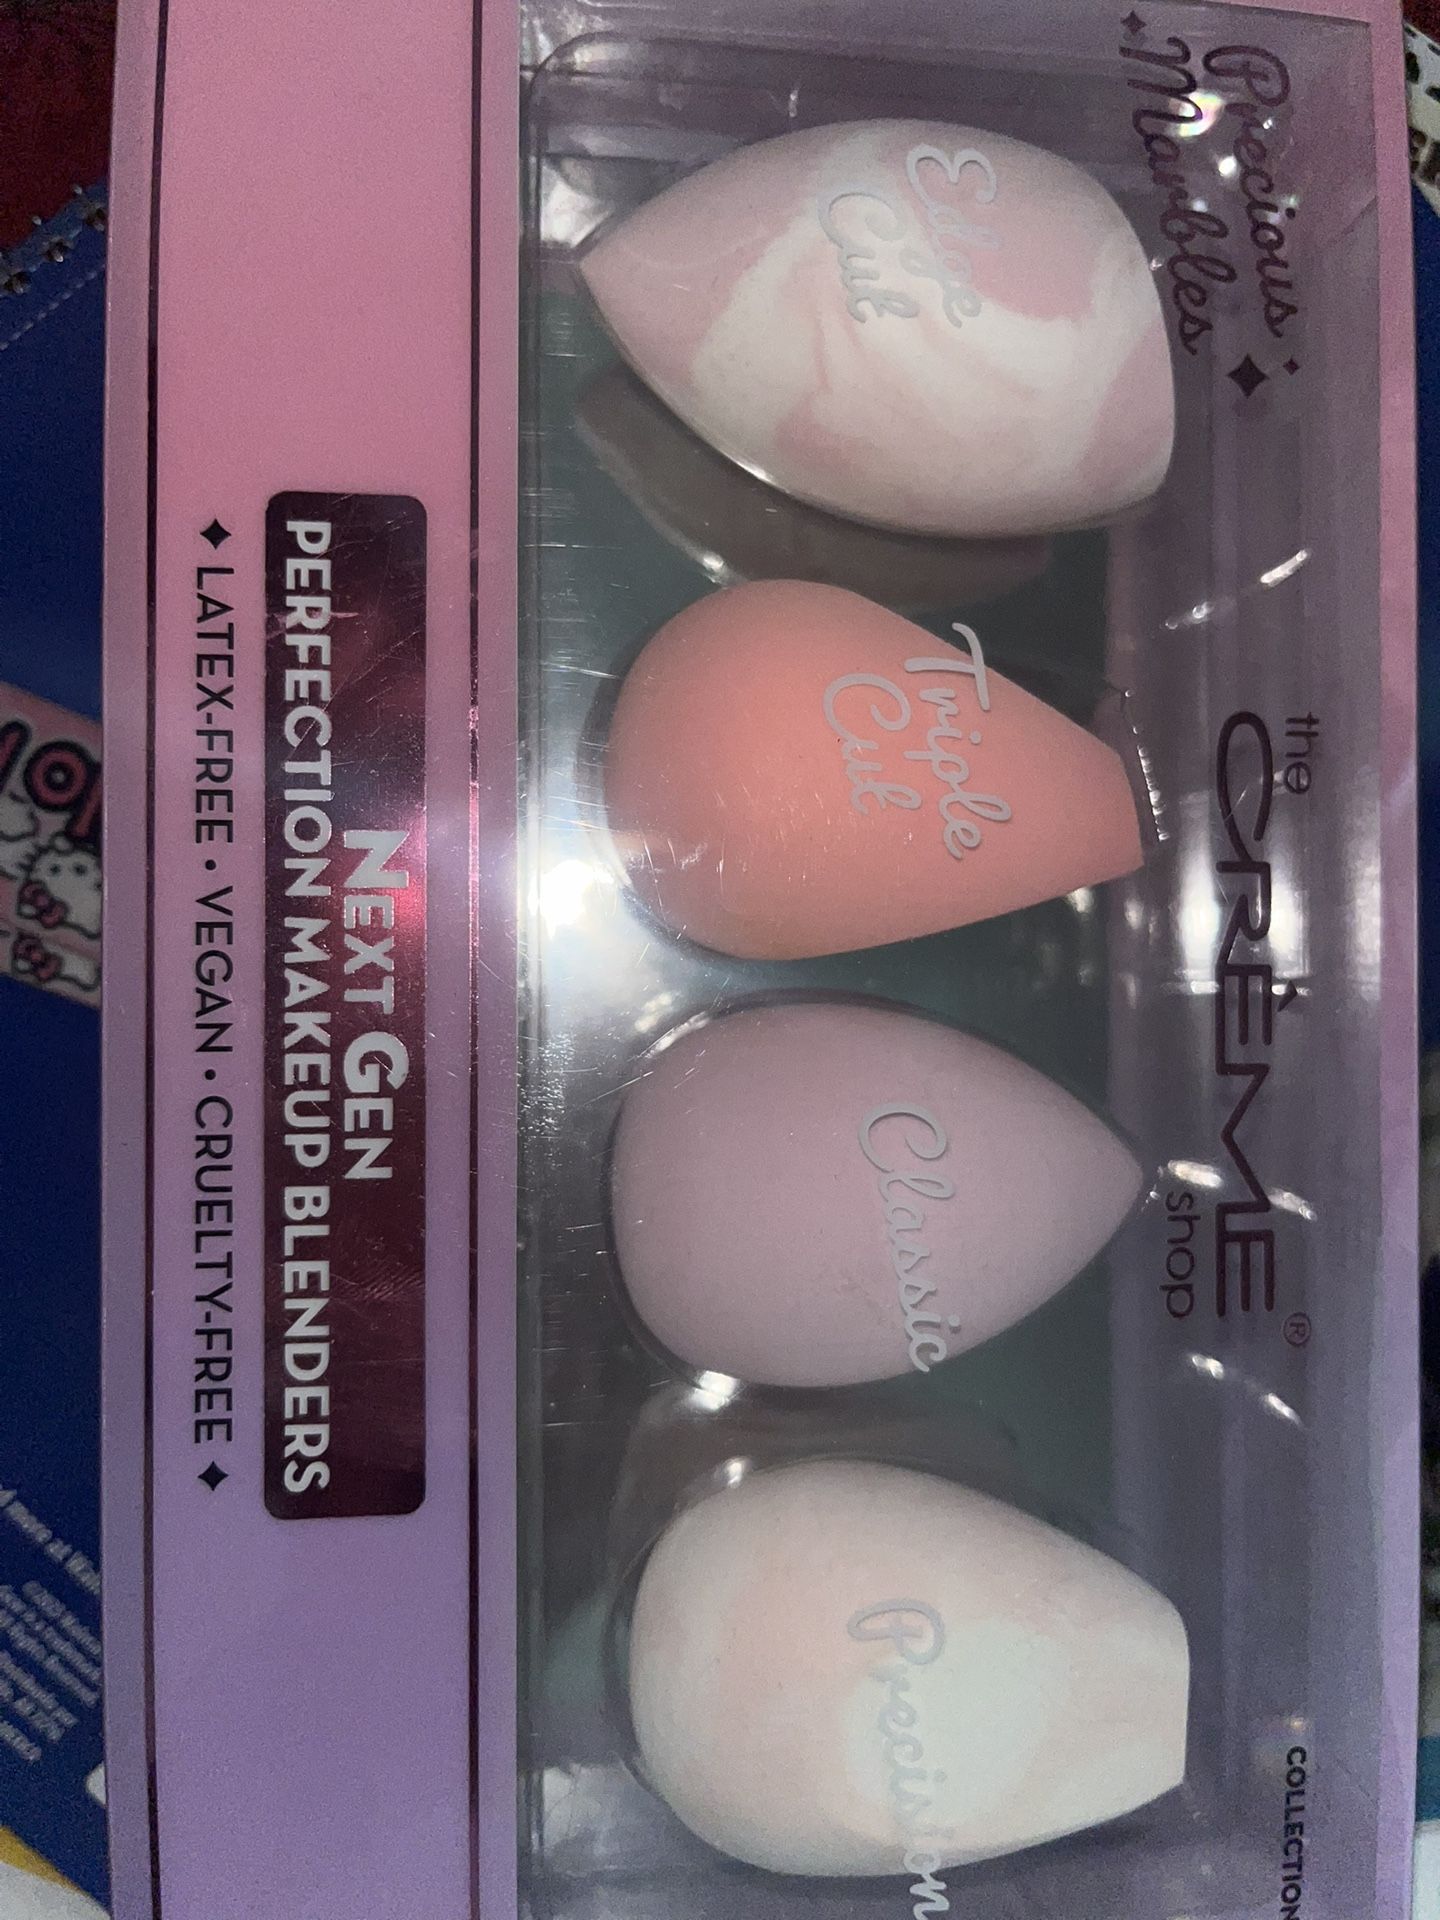 Precious
Marbles
the
CRÈME®
shop
COLLECTION
Edge
Cut
Triple
Cut
Classic
Precision
NEXT GEN
PERFECTION MAKEUP BLENDERS
LATEX-FREE • VEGAN • CRUELTY-FREE